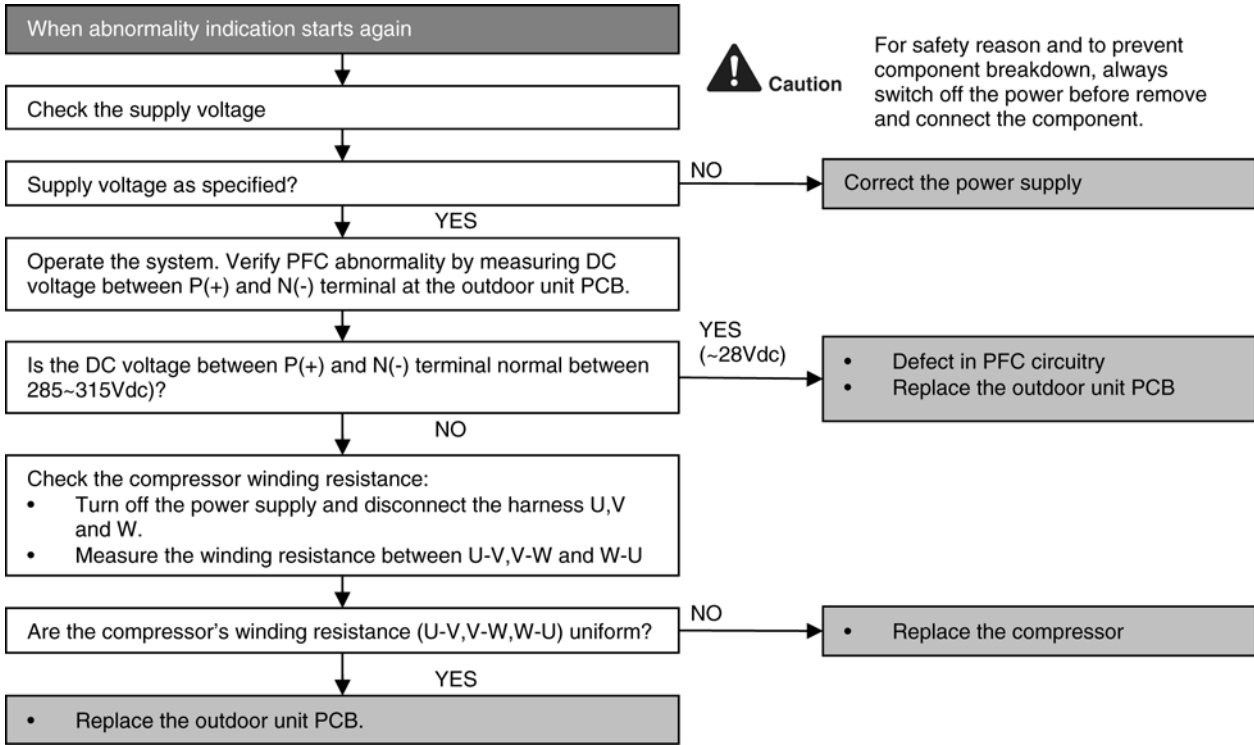 When abnormality indication starts again
Caution
For safety reason and to prevent
component breakdown, always
switch off the power before remove
and connect the component.
Check the supply voltage
Supply voltage as specified?
NO
Correct the power supply
YES
Operate the system. Verify PFC abnormality by measuring DC
voltage between P(+) and N(-) terminal at the outdoor unit PCB.
Is the DC voltage between P(+) and N(-) terminal normal between
285~315Vdc)?
YES
(~28Vdc)
• Defect in PFC circuitry
• Replace the outdoor unit PCB
NO
Check the compressor winding resistance:
• Turn off the power supply and disconnect the harness U,V
and W.
• Measure the winding resistance between U-V,V-W and W-U
Are the compressor's winding resistance (U-V,V-W,W-U) uniform?
NO
• Replace the compressor
YES
• Replace the outdoor unit PCB.